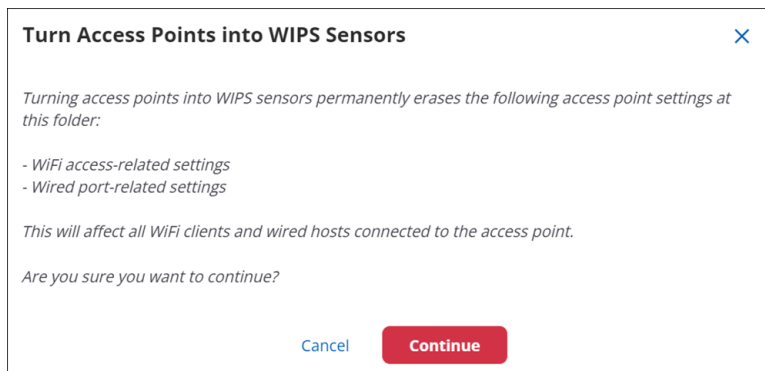 Turn Access Points into WIPS Sensors
Turning access points into WIPS sensors permanently erases the following access point settings at
this folder:
- WiFi access-related settings
- Wired port-related settings
This will affect all WiFi clients and wired hosts connected to the access point.
Are you sure you want to continue?
Cancel Continue